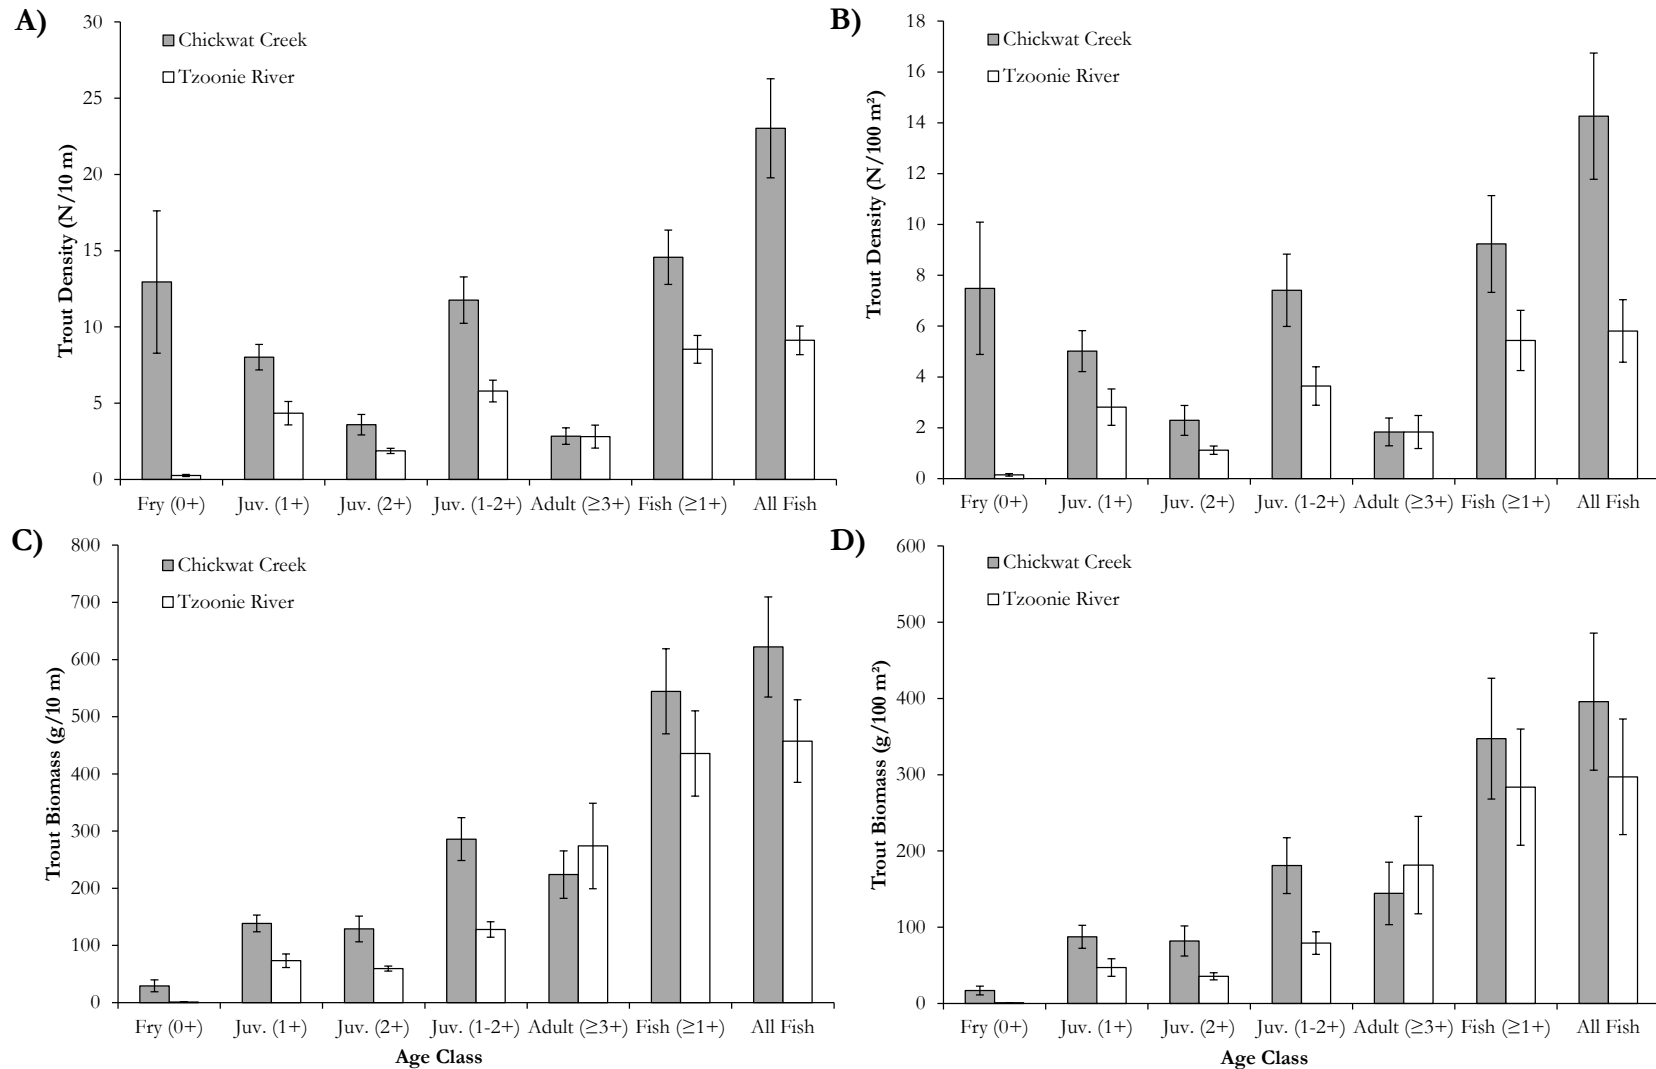 A)
Trout Density (N/10 m)
30
25
20
15
10
5
0
Chickwat Creek
Tzoonie River
Fry (0+) Juv. (1+) Juv. (2+) Juv. (1-2+) Adult (≥3+) Fish (≥1+) All Fish
B)
Trout Density (N/100 m²)
18
16
14
12
10
8
6
4
2
0
Chickwat Creek
Tzoonie River
Fry (0+) Juv. (1+) Juv. (2+) Juv. (1-2+) Adult (≥3+) Fish (≥1+) All Fish
C)
Trout Biomass (g/10 m)
800
700
600
500
400
300
200
100
0
Chickwat Creek
Tzoonie River
Fry (0+) Juv. (1+) Juv. (2+) Juv. (1-2+) Adult (≥3+) Fish (≥1+) All Fish
Age Class
D)
Trout Biomass (g/100 m²)
600
500
400
300
200
100
0
Chickwat Creek
Tzoonie River
Fry (0+) Juv. (1+) Juv. (2+) Juv. (1-2+) Adult (≥3+) Fish (≥1+) All Fish
Age Class